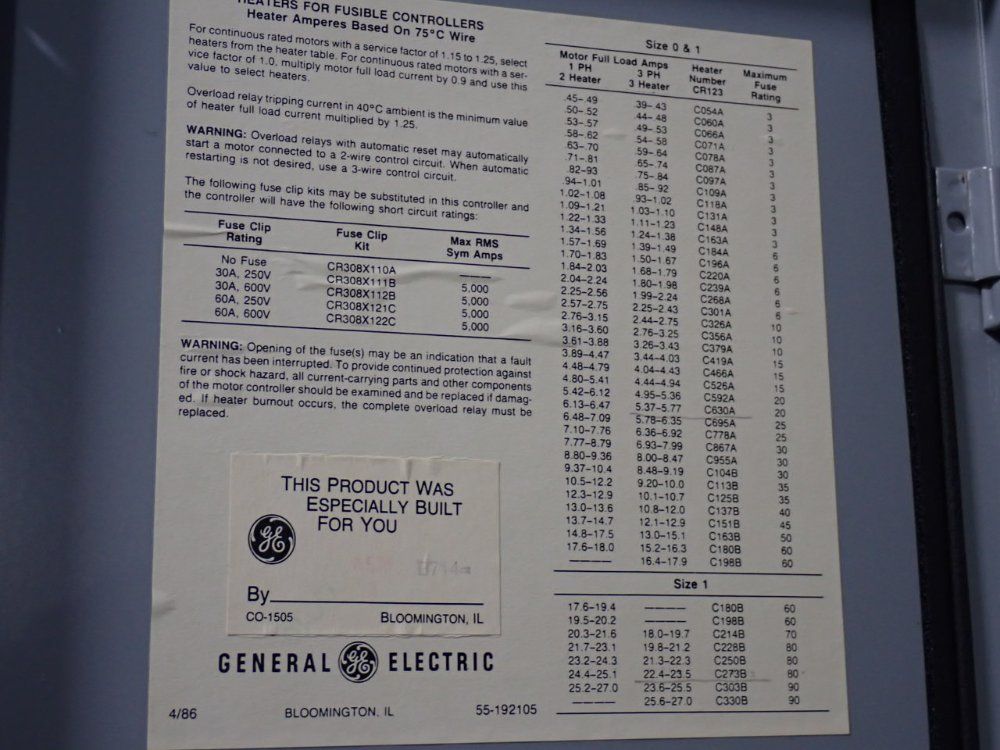 HEATERS FOR FUSIBLE CONTROLLERS
Heater Amperes Based On 75°C Wire
For continuous rated motors with a service factor of 1.15 to 1.25, select
heaters from the heater table. For continuous rated motors with a ser-
vice factor of 1.0, multiply motor full load current by 0.9 and use this
value to select heaters.
Overload relay tripping current in 40°C ambient is the minimum value
of heater full load current multiplied by 1.25.
WARNING: Overload relays with automatic reset may automatically
start a motor connected to a 2-wire control circuit. When automatic
restarting is not desired, use a 3-wire control circuit.
The following fuse clip kits may be substituted in this controller and
the controller will have the following short circuit ratings:
Fuse Clip Rating Fuse Clip Kit Max RMS Sym Amps
No Fuse CR308X110A ———
30A, 250V CR308X111B 5,000
30A, 600V CR308X112B 5,000
60A, 250V CR308X121C 5,000
60A, 600V CR308X122C 5,000
WARNING: Opening of the fuse(s) may be an indication that a fault
current has been interrupted. To provide continued protection against
fire or shock hazard, all current-carrying parts and other components
of the motor controller should be examined and be replaced if damag-
ed. If heater burnout occurs, the complete overload relay must be
replaced.
THIS PRODUCT WAS
ESPECIALLY BUILT
FOR YOU
GE
By
CO-1505 BLOOMINGTON, IL
GENERAL GE ELECTRIC
4/86 BLOOMINGTON, IL 55-192105
Size 0 & 1
Motor Full Load Amps Heater Maximum
1 PH 3 PH Number Fuse
2 Heater 3 Heater CR123 Rating
.45-.49 .39-.43 C054A 3
.50-.52 .44-.48 C060A 3
.53-.57 .49-.53 C066A 3
.58-.62 .54-.58 C071A 3
.63-.70 .59-.64 C078A 3
.71-.81 .65-.74 C087A 3
.82-.93 .75-.84 C097A 3
.94-1.01 .85-.92 C109A 3
1.02-1.08 .93-1.02 C118A 3
1.09-1.21 1.03-1.10 C131A 3
1.22-1.33 1.11-1.23 C148A 3
1.34-1.56 1.24-1.38 C163A 3
1.57-1.69 1.39-1.49 C184A 3
1.70-1.83 1.50-1.67 C196A 6
1.84-2.03 1.68-1.79 C220A 6
2.04-2.24 1.80-1.98 C239A 6
2.25-2.56 1.99-2.24 C268A 6
2.57-2.75 2.25-2.43 C301A 6
2.76-3.15 2.44-2.75 C326A 10
3.16-3.60 2.76-3.25 C356A 10
3.61-3.88 3.26-3.43 C379A 10
3.89-4.47 3.44-4.03 C419A 15
4.48-4.79 4.04-4.43 C466A 15
4.80-5.41 4.44-4.94 C526A 15
5.42-6.12 4.95-5.36 C592A 20
6.13-6.47 5.37-5.77 C630A 20
6.48-7.09 5.78-6.35 C695A 25
7.10-7.76 6.36-6.92 C778A 25
7.77-8.79 6.93-7.99 C867A 30
8.80-9.36 8.00-8.47 C955A 30
9.37-10.4 8.48-9.19 C104B 30
10.5-12.2 9.20-10.0 C113B 35
12.3-12.9 10.1-10.7 C125B 35
13.0-13.6 10.8-12.0 C137B 40
13.7-14.7 12.1-12.9 C151B 45
14.8-17.5 13.0-15.1 C163B 50
17.6-18.0 15.2-16.3 C180B 60
———— 16.4-17.9 C198B 60
Size 1
17.6-19.4 ———— C180B 60
19.5-20.2 ———— C198B 60
20.3-21.6 18.0-19.7 C214B 70
21.7-23.1 19.8-21.2 C228B 80
23.2-24.3 21.3-22.3 C250B 80
24.4-25.1 22.4-23.5 C273B 80
25.2-27.0 23.6-25.5 C303B 90
———— 25.6-27.0 C330B 90